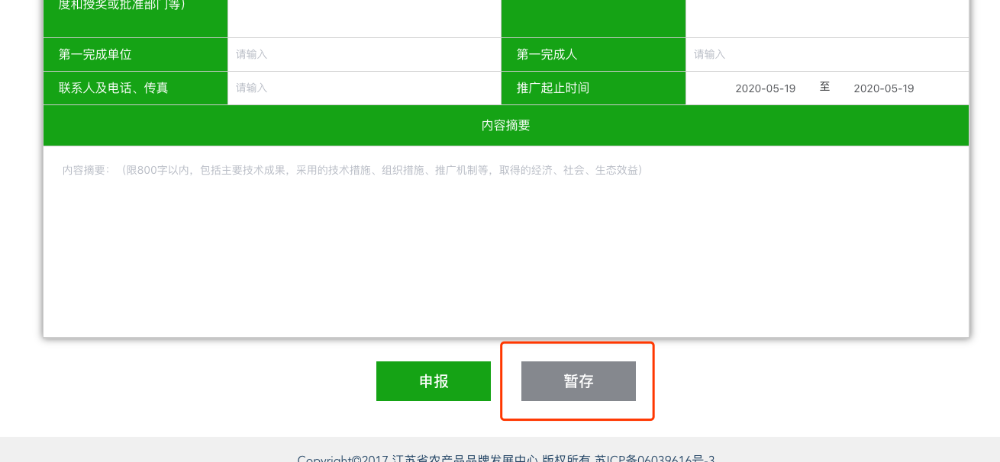 度和授奖或批准部门等）
第一完成单位 请输入 第一完成人 请输入
联系人及电话、传真 请输入 推广起止时间 2020-05-19 至 2020-05-19
内容摘要
内容摘要：（限800字以内，包括主要技术成果，采用的技术措施、组织措施、推广机制等，取得的经济、社会、生态效益）
申报 暂存
Copyright©2017 江苏省农产品品牌发展中心 版权所有 苏ICP备06039616号-3